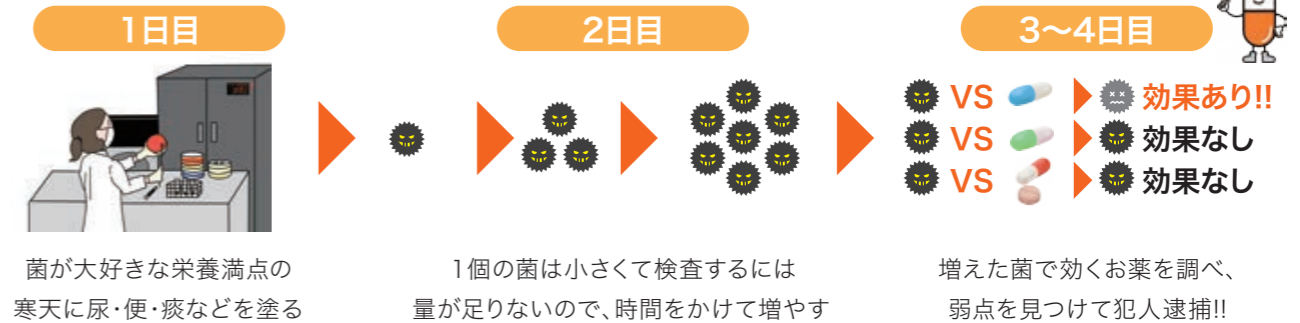 1日目
2日目
3〜4日目
VS 効果あり!!
VS 効果なし
VS 効果なし
菌が大好きな栄養満点の
寒天に尿・便・痰などを塗る
1個の菌は小さくて検査するには
量が足りないので、時間をかけて増やす
増えた菌で効くお薬を調べ、
弱点を見つけて犯人逮捕!!